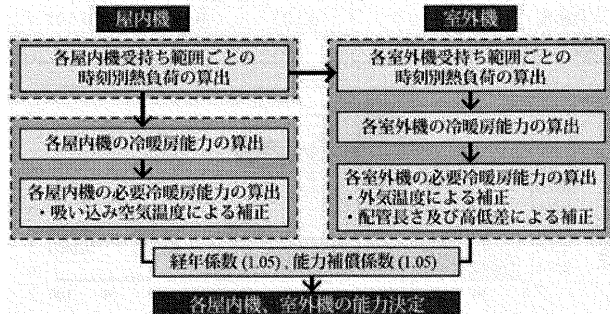 屋内機
各屋内機受持ち範囲ごとの
時刻別熱負荷の算出
各屋内機の冷暖房能力の算出
各屋内機の必要冷暖房能力の算出
・吸い込み空気温度による補正
室外機
各室外機受持ち範囲ごとの
時刻別熱負荷の算出
各室外機の冷暖房能力の算出
各室外機の必要冷暖房能力の算出
・外気温度による補正
・配管長さ及び高低差による補正
経年係数 (1.05) , 能力補償係数 (1.05)
各屋内機、室外機の能力決定